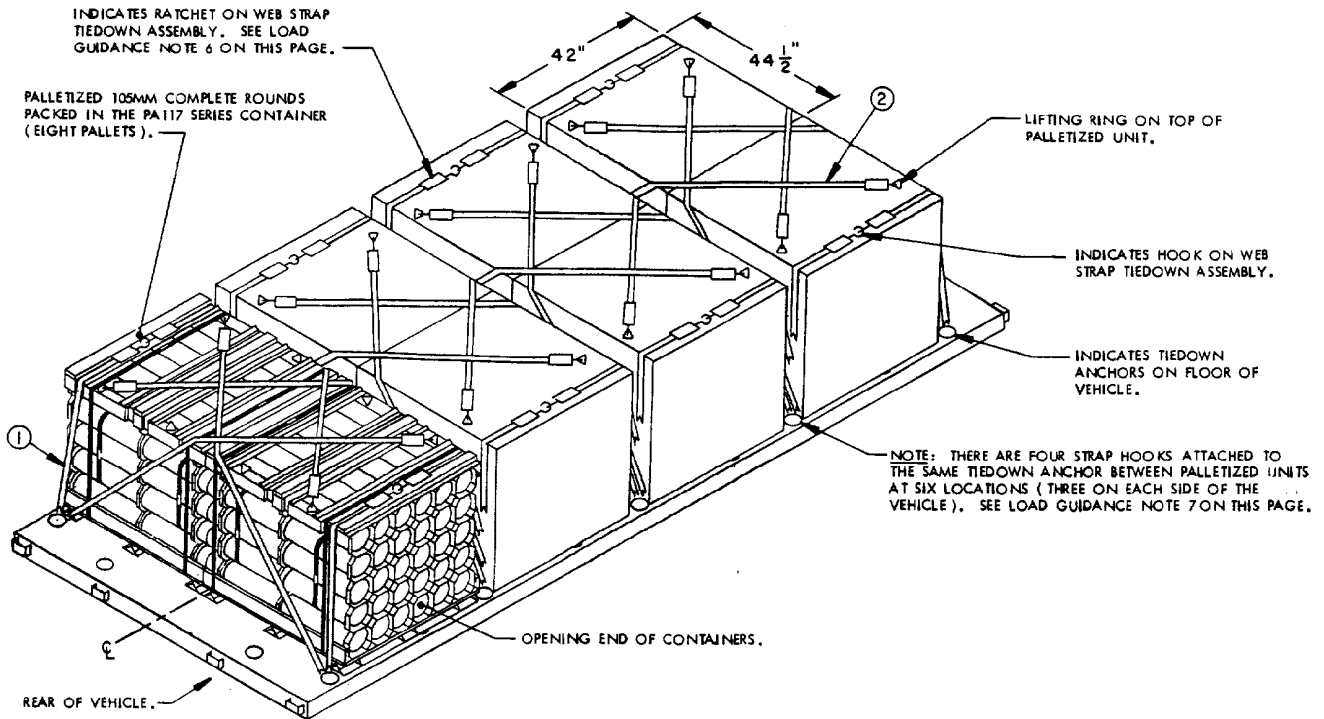 INDICATES RATCHET ON WEB STRAP
TIEDOWN ASSEMBLY. SEE LOAD
GUIDANCE NOTE 6 ON THIS PAGE.
42"
44 1/2"
PALLETIZED 105MM COMPLETE ROUNDS
PACKED IN THE PA117 SERIES CONTAINER
(EIGHT PALLETS).
2
LIFTING RING ON TOP OF
PALLETIZED UNIT.
INDICATES HOOK ON WEB
STRAP TIEDOWN ASSEMBLY.
INDICATES TIEDOWN
ANCHORS ON FLOOR OF
VEHICLE.
1
NOTE: THERE ARE FOUR STRAP HOOKS ATTACHED TO
THE SAME TIEDOWN ANCHOR BETWEEN PALLETIZED UNITS
AT SIX LOCATIONS (THREE ON EACH SIDE OF THE
VEHICLE). SEE LOAD GUIDANCE NOTE 7 ON THIS PAGE.
OPENING END OF CONTAINERS.
℄
REAR OF VEHICLE.